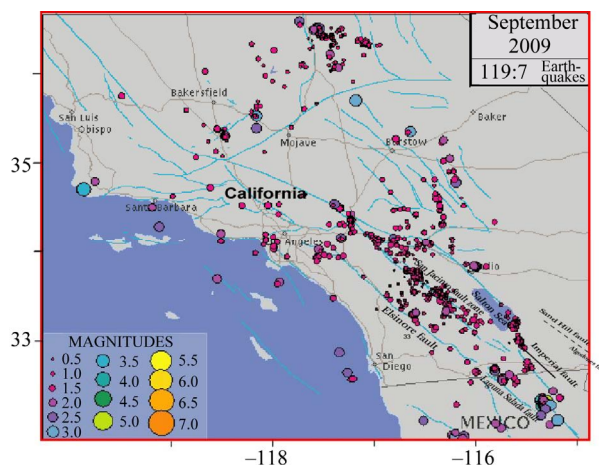 September
2009
119:7 Earth-
quakes
Bakersfield
San Luis
Obispo
Mojave
Barstow
Baker
35
California
Santa Barbara
Angeles
San Jacinto fault zone
Salton Sea
Sand Hill fault
Elsinore fault
Imperial fault
33
San
Diego
Laguna Salada fault
MEXICO
MAGNITUDES
0.5 3.5 5.5
1.0 4.0 6.0
1.5 4.5 6.5
2.0 5.0 7.0
2.5
3.0
−118 −116